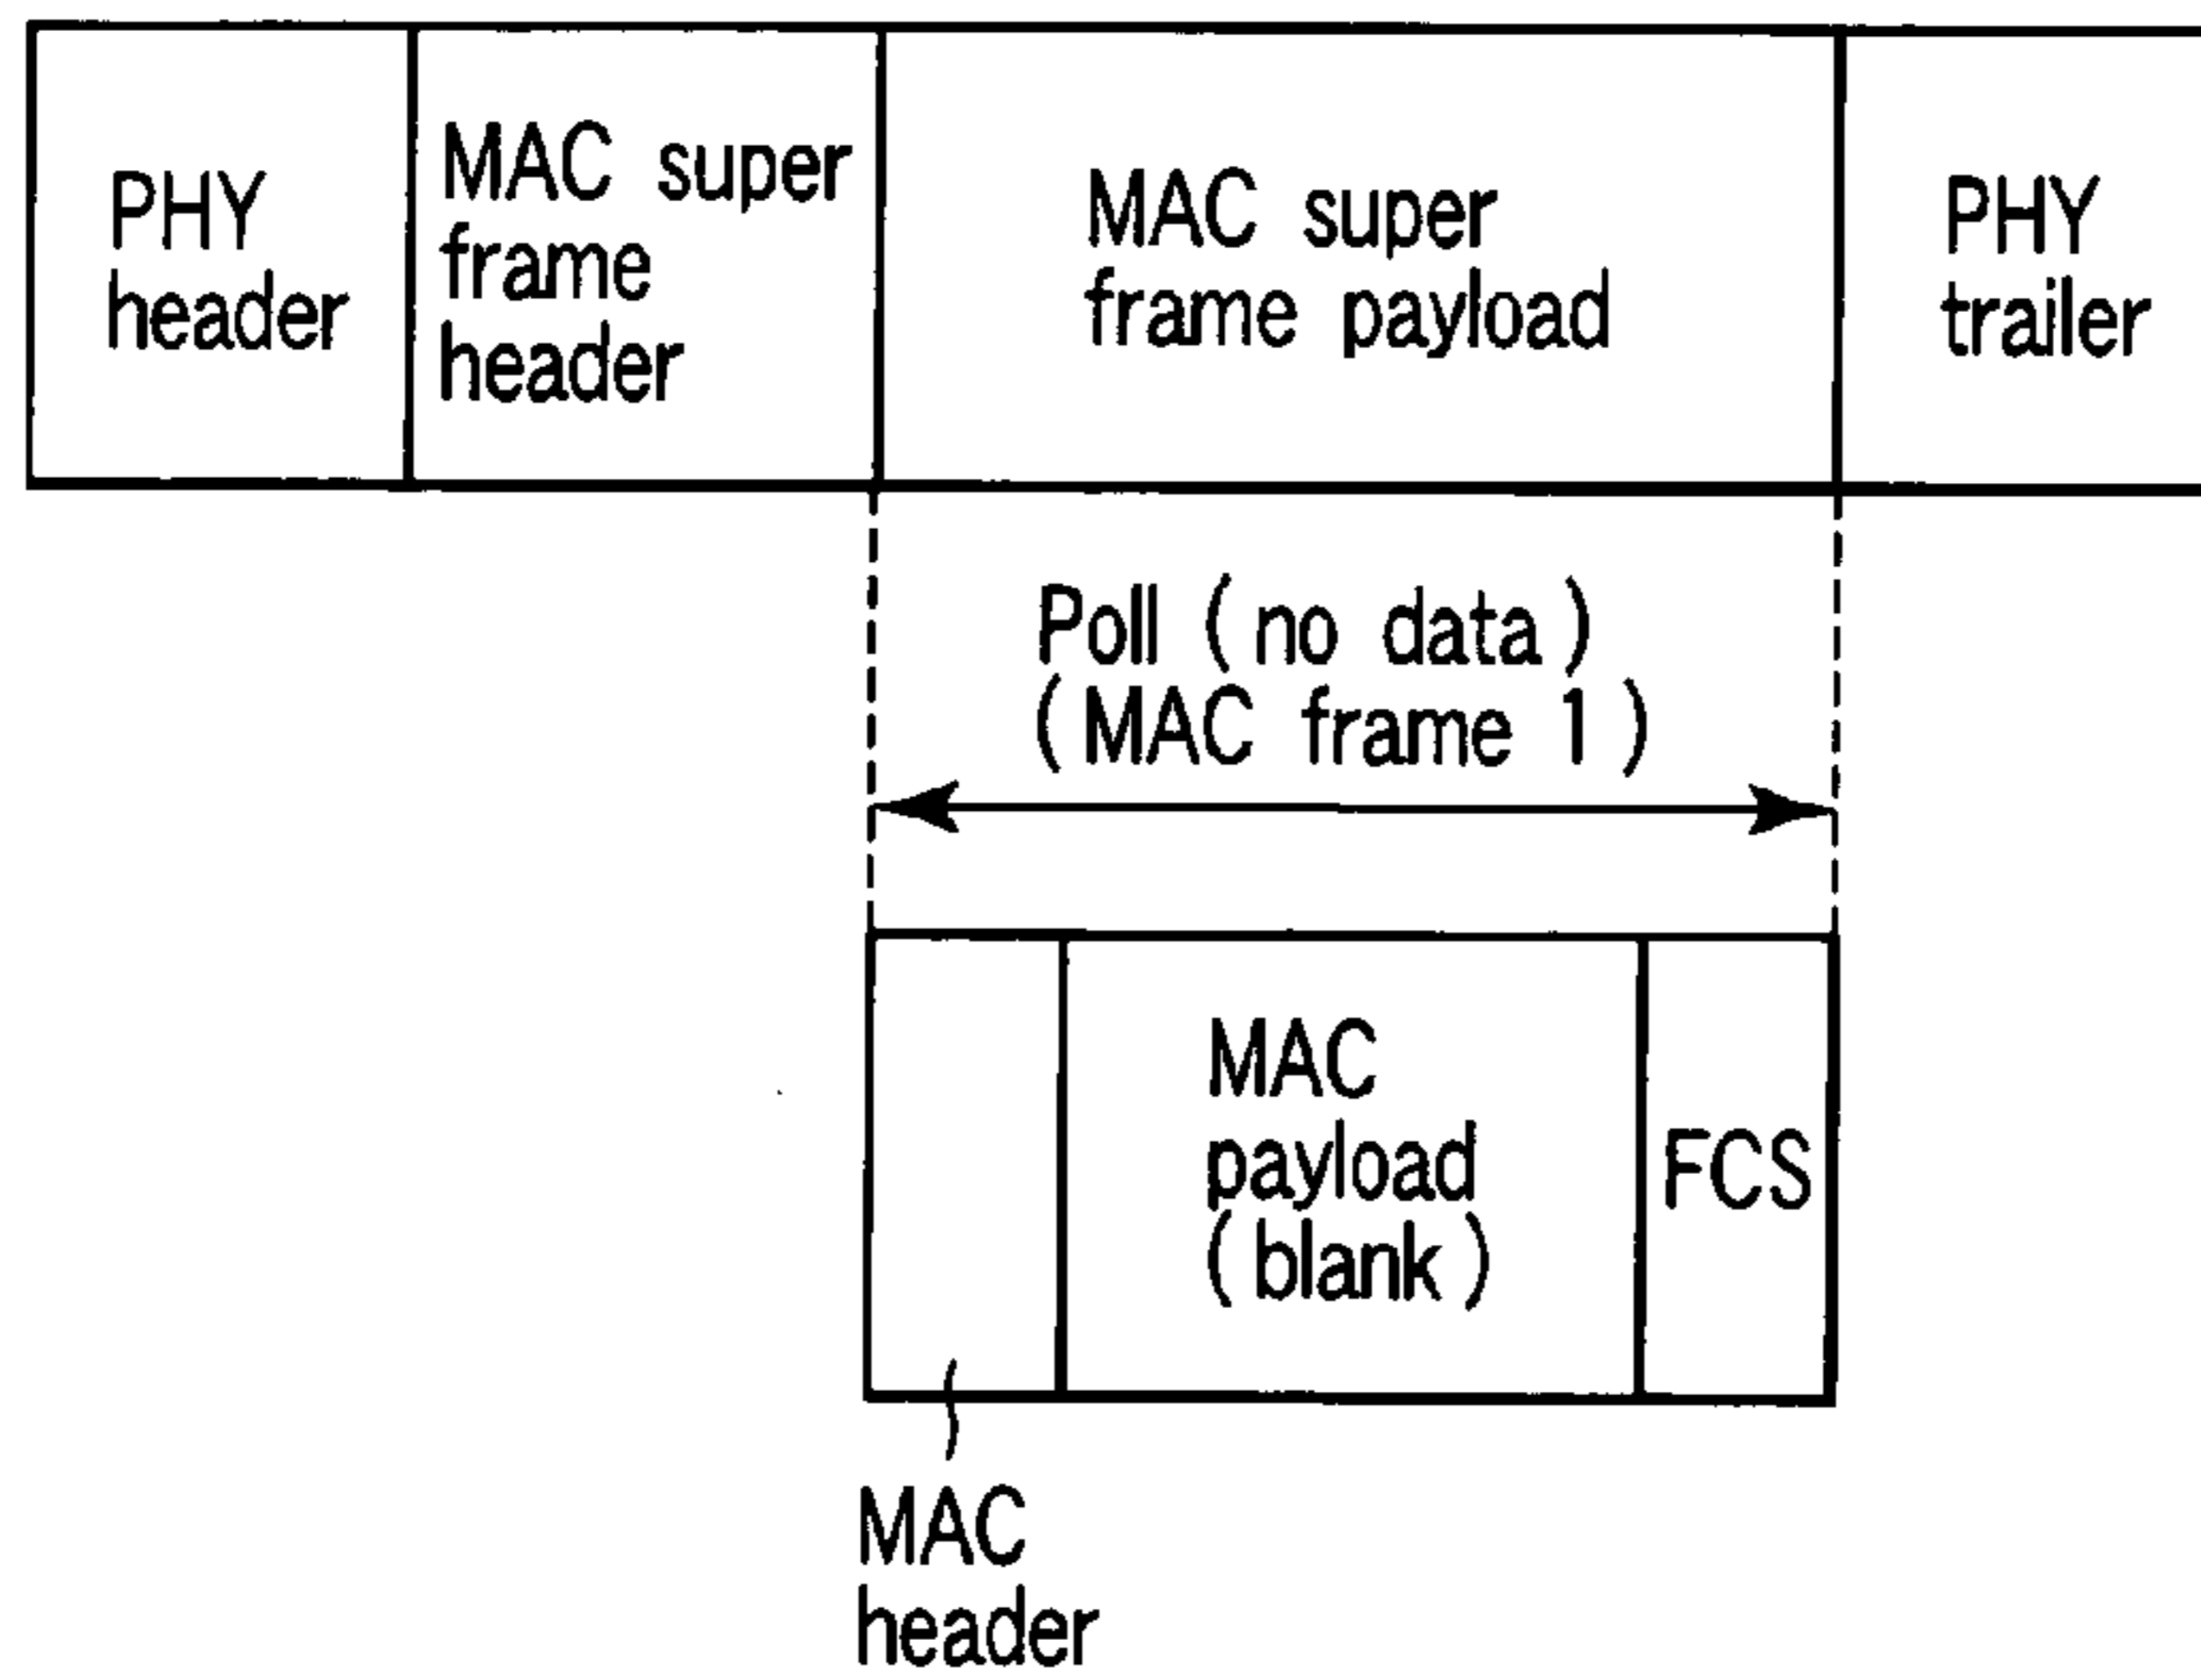 PHY
header
MAC super
frame
header
MAC super
frame payload
PHY
trailer
Poll (no data)
(MAC frame 1)
MAC
payload
(blank)
FCS
MAC
header